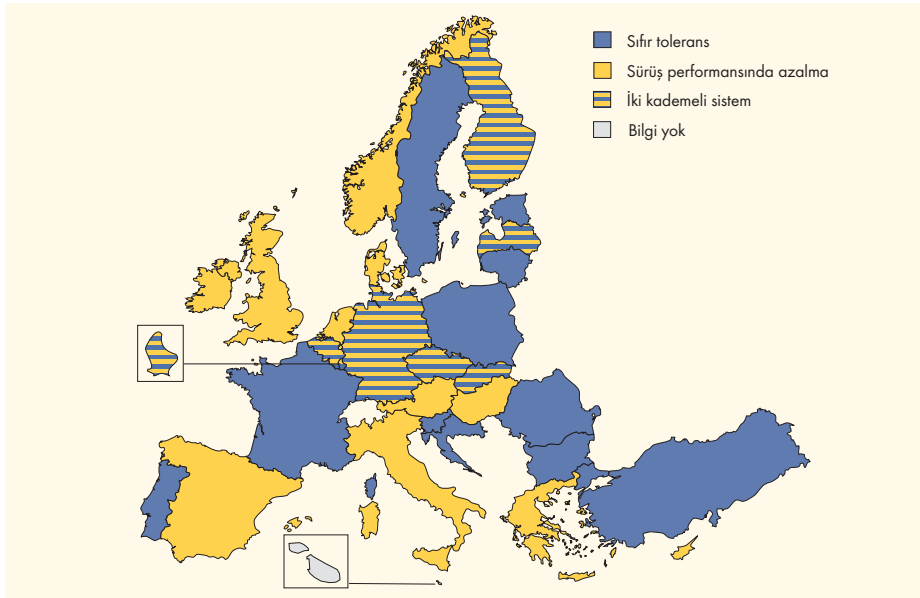 Sıfır tolerans
Sürüş performansında azalma
İki kademeli sistem
Bilgi yok